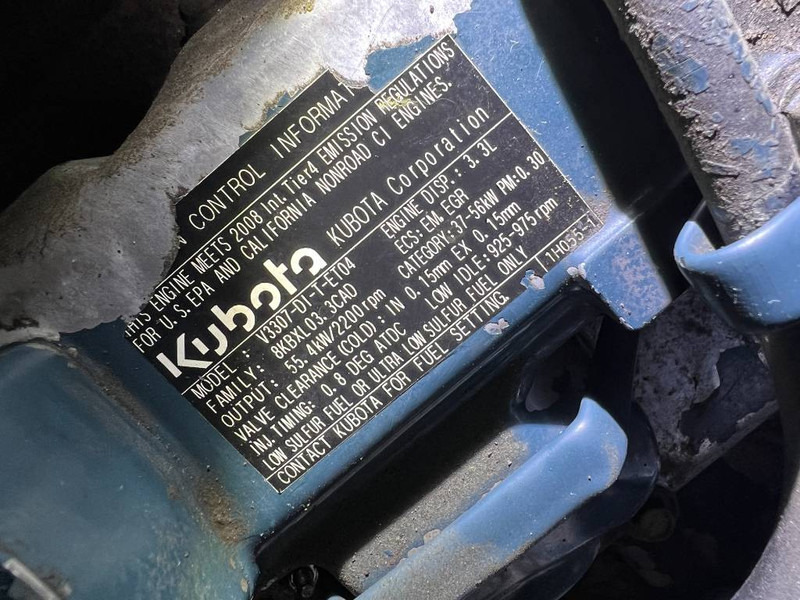 CONTROL INFORMA
THIS ENGINE MEETS 2008 Int. Tier4 EMISSION REGULATIONS
FOR U.S. EPA AND CALIFORNIA NONROAD CI ENGINES.
Kubota KUBOTA Corporation
MODEL : V3307-DI-T-ET04 ENGINE DISP.: 3.3L
FAMILY: 8KBXL03.3CAD ECS: EM, EGR
OUTPUT: 55.4kW/2200rpm CATEGORY: 37-56kW PM:0.30
VALVE CLEARANCE(COLD): IN 0.15mm EX 0.15mm
INJ. TIMING: 0.8 DEG ATDC LOW IDLE: 925-975rpm
LOW SULFUR FUEL OR ULTRA LOW SULFUR FUEL ONLY
CONTACT KUBOTA FOR FUEL SETTING.